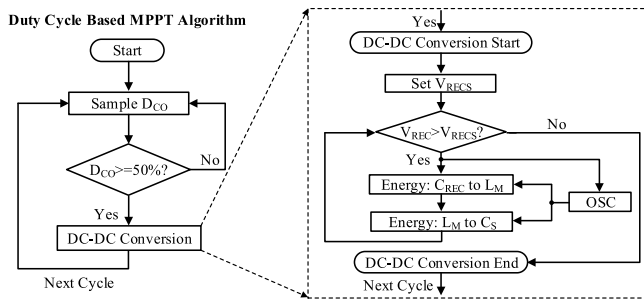 Duty Cycle Based MPPT Algorithm
Start
Sample D_CO
D_CO>=50%?
No
Yes
DC-DC Conversion
Next Cycle
Yes
DC-DC Conversion Start
Set V_RECS
V_REC>V_RECS?
No
Yes
Energy: C_REC to L_M
OSC
Energy: L_M to C_S
DC-DC Conversion End
Next Cycle